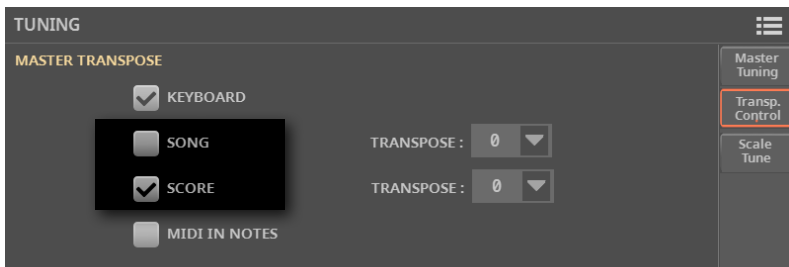 TUNING
MASTER TRANSPOSE
KEYBOARD
SONG TRANSPOSE : 0
SCORE TRANSPOSE : 0
MIDI IN NOTES
Master
Tuning
Transp.
Control
Scale
Tune